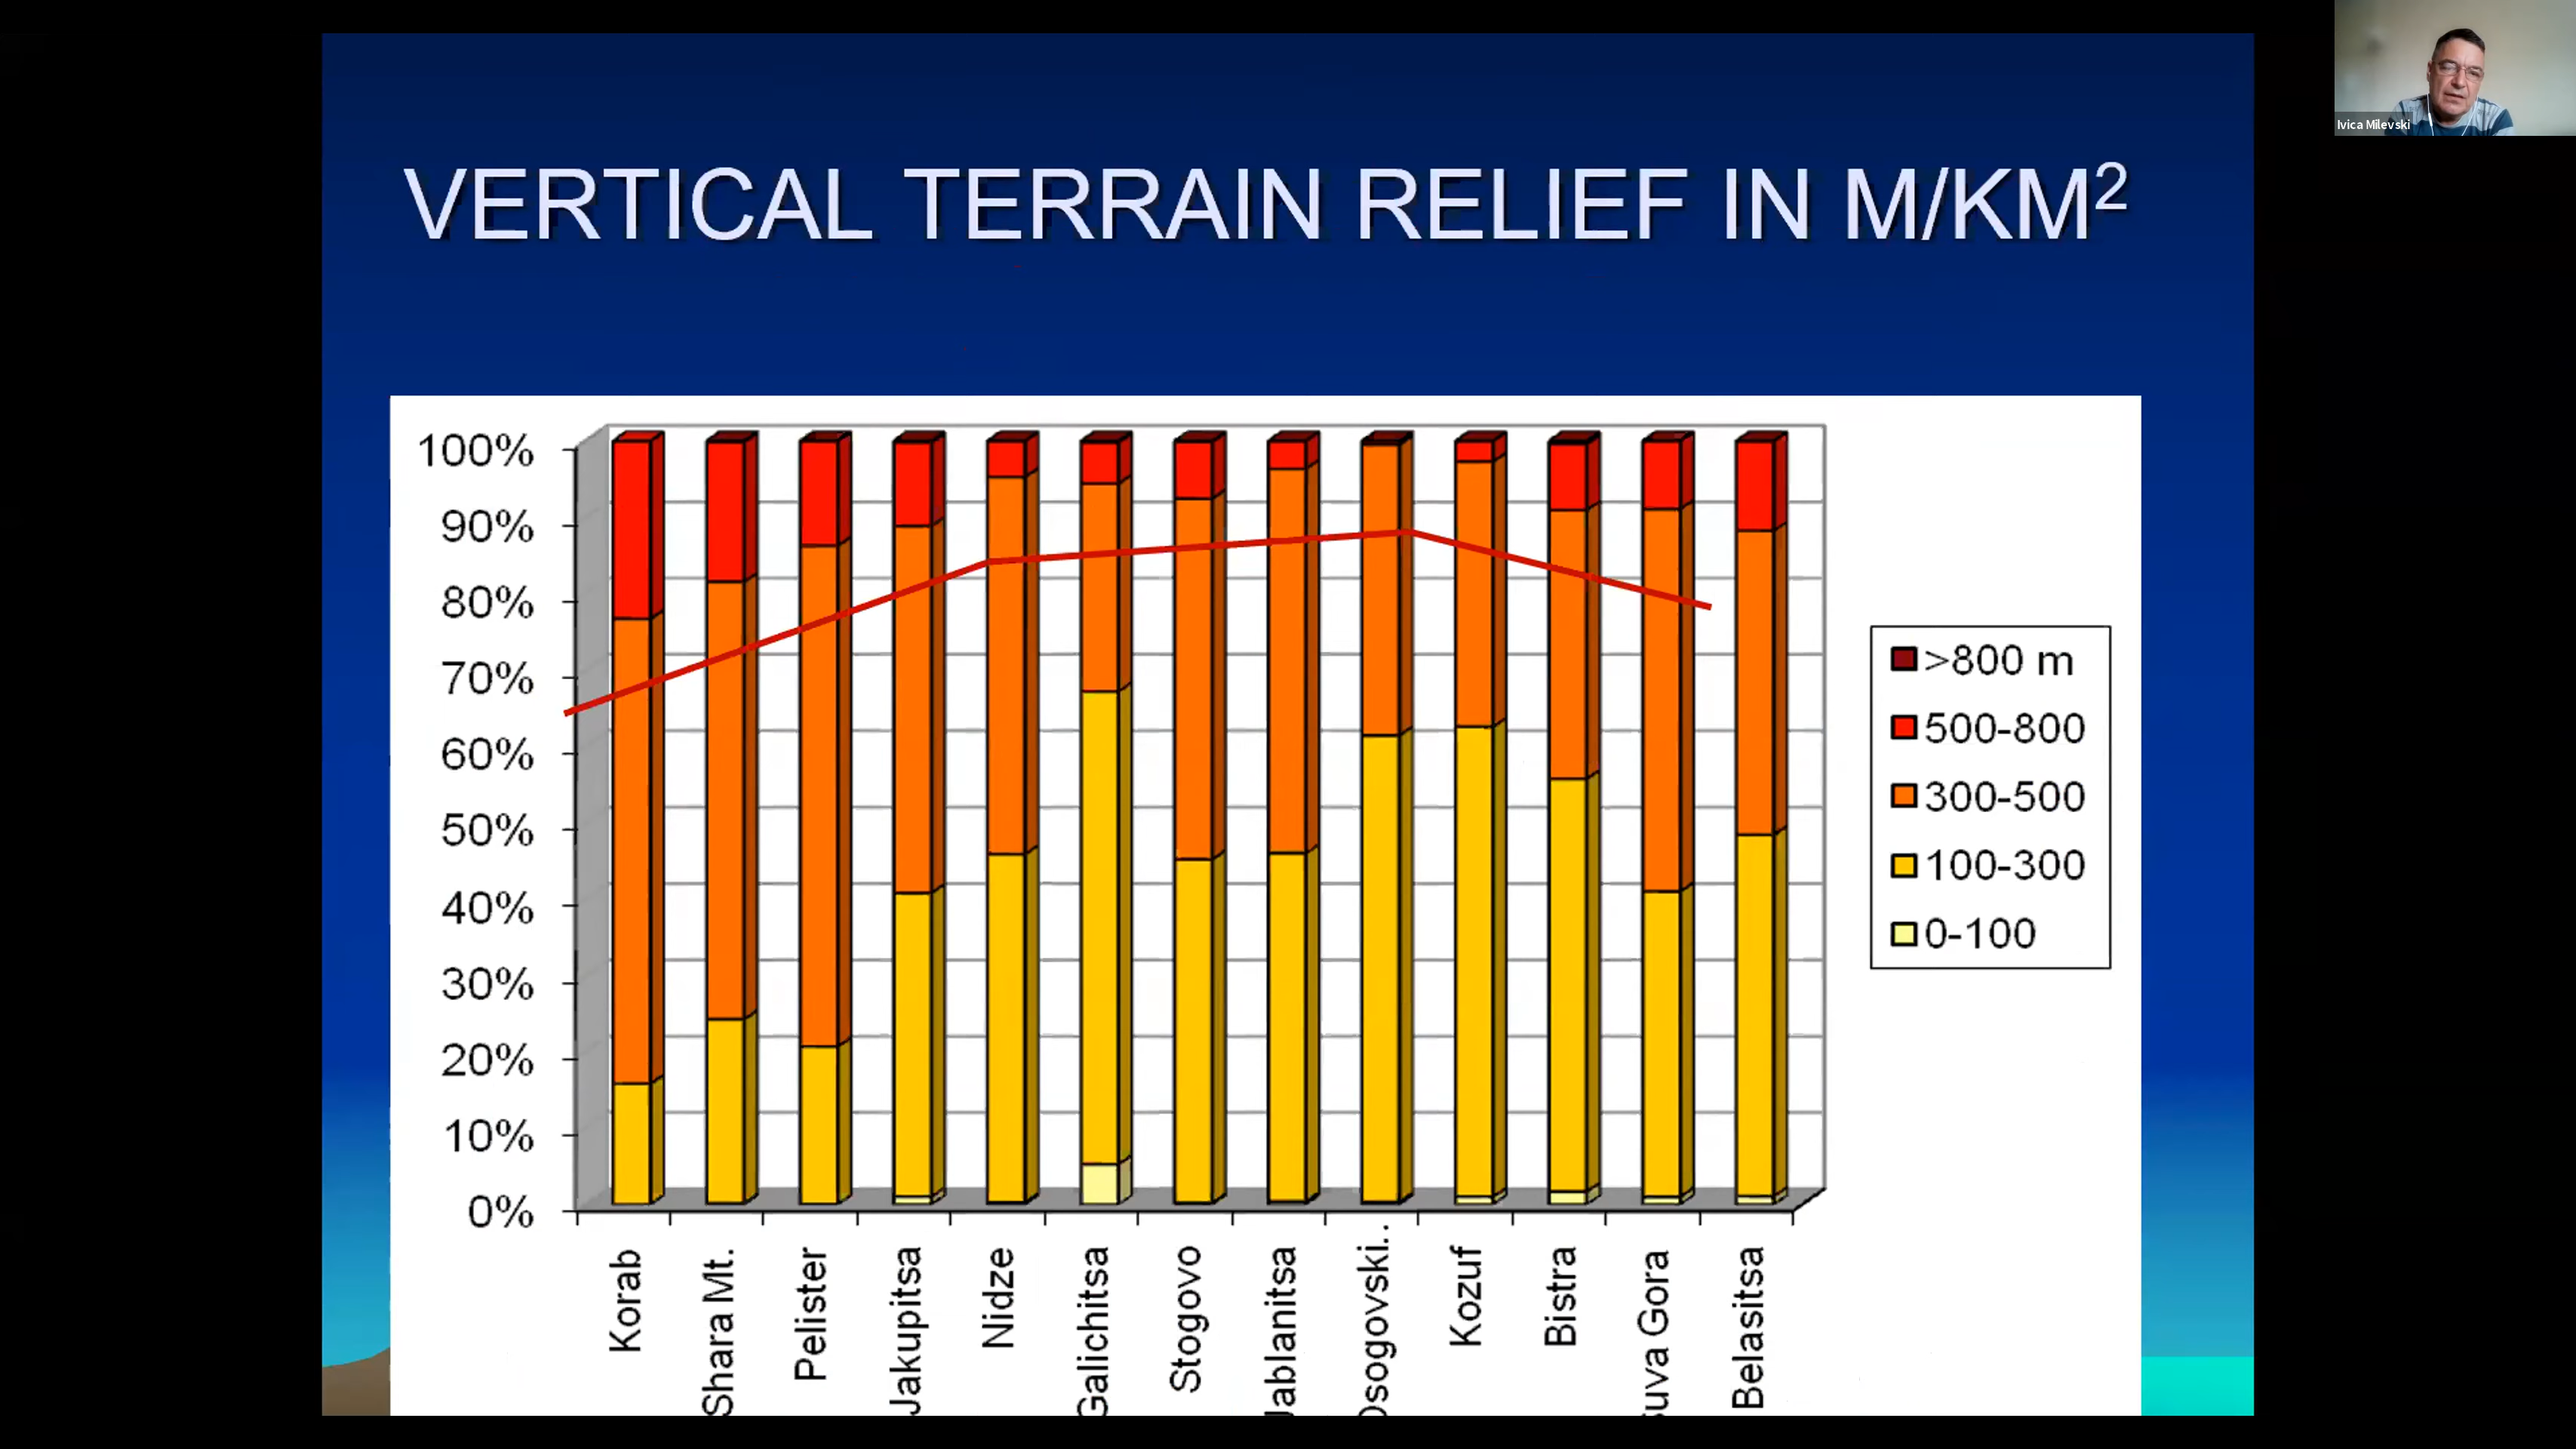 Ivica Milevski
VERTICAL TERRAIN RELIEF IN M/KM²
100%
90%
80%
70%
60%
50%
40%
30%
20%
10%
0%
>800 m
500-800
300-500
100-300
0-100
Korab
Shara Mt.
Pelister
Jakupitsa
Nidze
Galichitsa
Stogovo
Jablanitsa
Osogovski..
Kozuf
Bistra
Suva Gora
Belasitsa